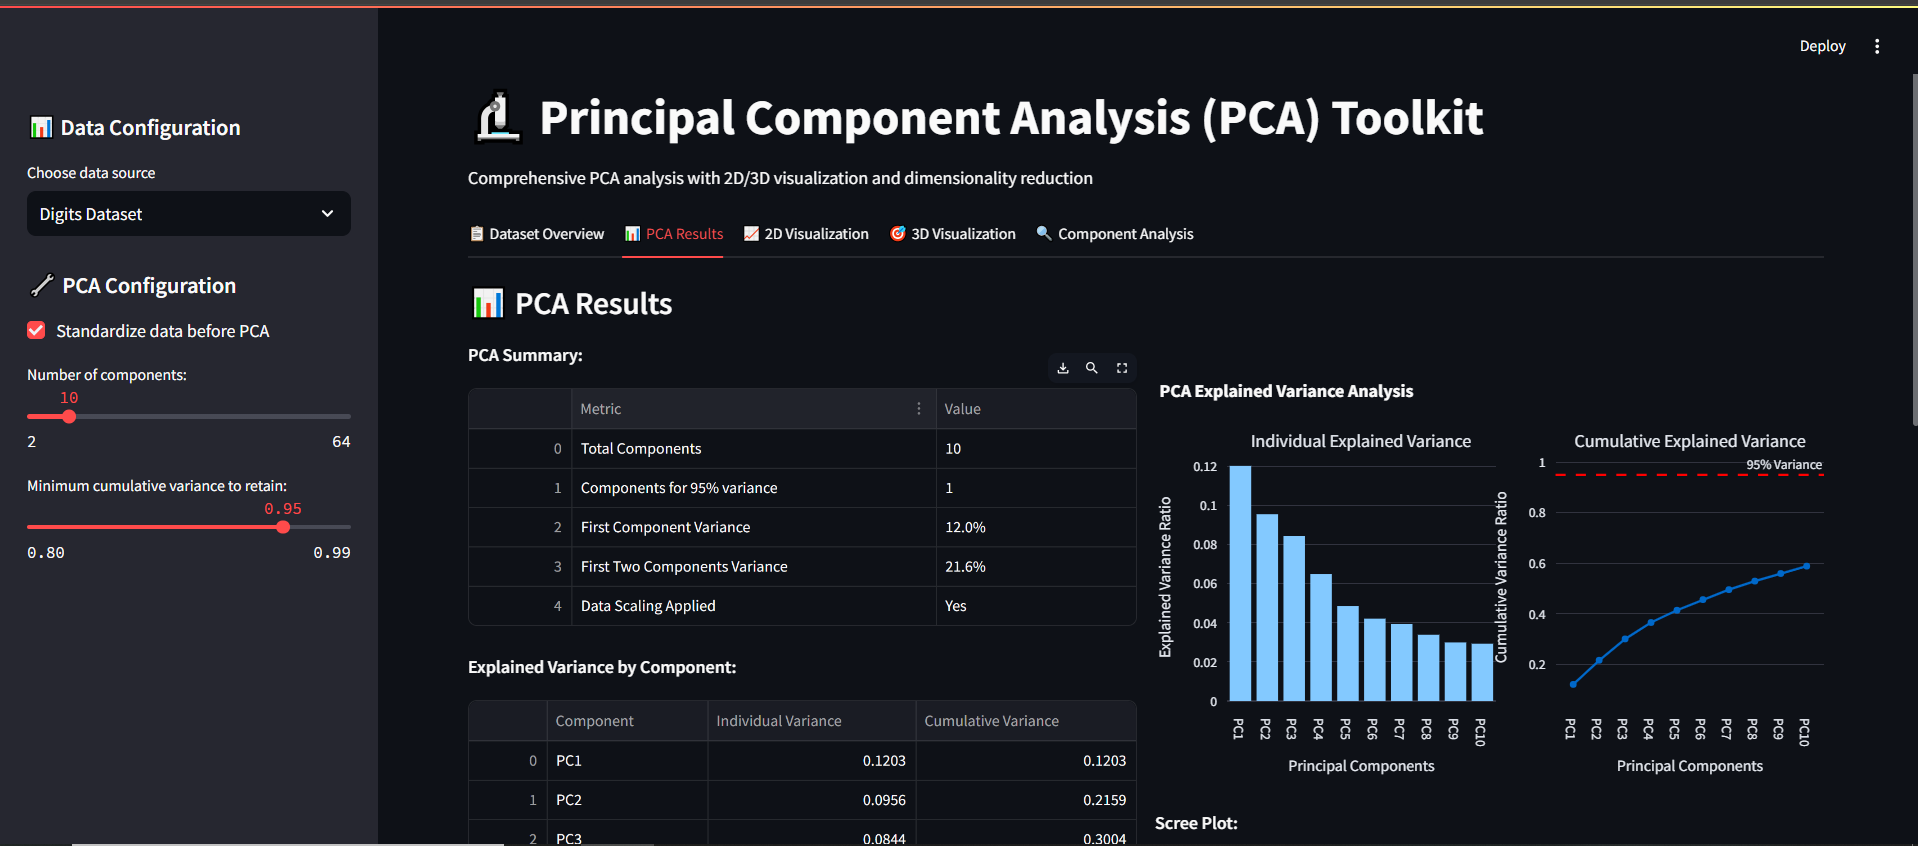 Deploy
Data Configuration
Choose data source
Digits Dataset
PCA Configuration
Standardize data before PCA
Number of components:
10
2 64
Minimum cumulative variance to retain:
0.95
0.80 0.99
Principal Component Analysis (PCA) Toolkit
Comprehensive PCA analysis with 2D/3D visualization and dimensionality reduction
Dataset Overview PCA Results 2D Visualization 3D Visualization Component Analysis
PCA Results
PCA Summary:
Metric Value
0 Total Components 10
1 Components for 95% variance 1
2 First Component Variance 12.0%
3 First Two Components Variance 21.6%
4 Data Scaling Applied Yes
Explained Variance by Component:
Component Individual Variance Cumulative Variance
0 PC1 0.1203 0.1203
1 PC2 0.0956 0.2159
2 PC3 0.0844 0.3004
PCA Explained Variance Analysis
Individual Explained Variance
Explained Variance Ratio
0.12
0.1
0.08
0.06
0.04
0.02
0
PC1 PC2 PC3 PC4 PC5 PC6 PC7 PC8 PC9 PC10
Principal Components
Cumulative Explained Variance
95% Variance
Cumulative Variance Ratio
1
0.8
0.6
0.4
0.2
PC1 PC2 PC3 PC4 PC5 PC6 PC7 PC8 PC9 PC10
Principal Components
Scree Plot: